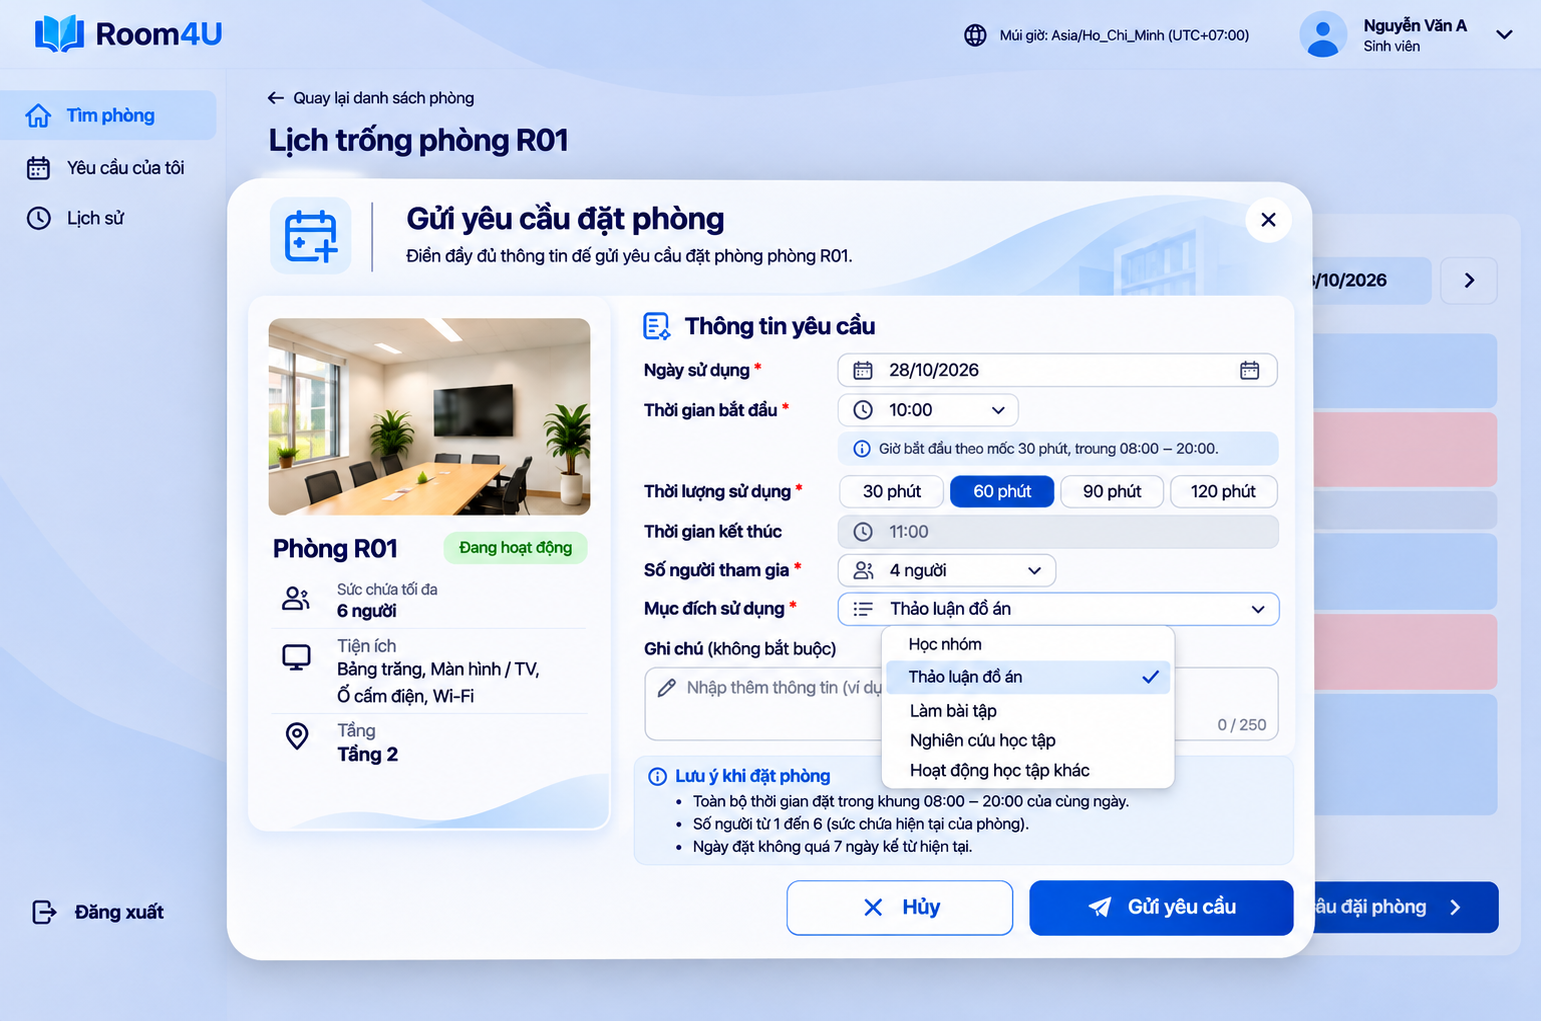 Room4U
Múi giờ: Asia/Ho_Chi_Minh (UTC+07:00)
Nguyễn Văn A
Sinh viên
Tìm phòng
Yêu cầu của tôi
Lịch sử
Đăng xuất
Quay lại danh sách phòng
Lịch trống phòng R01
Gửi yêu cầu đặt phòng
Điền đầy đủ thông tin để gửi yêu cầu đặt phòng phòng R01.
Phòng R01
Đang hoạt động
Sức chứa tối đa
6 người
Tiện ích
Bảng trăng, Màn hình / TV,
Ổ cấm điện, Wi-Fi
Tầng
Tầng 2
Thông tin yêu cầu
Ngày sử dụng *
28/10/2026
Thời gian bắt đầu *
10:00
Giờ bắt đầu theo mốc 30 phút, troung 08:00 – 20:00.
Thời lượng sử dụng *
30 phút
60 phút
90 phút
120 phút
Thời gian kết thúc
11:00
Số người tham gia *
4 người
Mục đích sử dụng *
Thảo luận đồ án
Học nhóm
Thảo luận đồ án
Làm bài tập
Nghiên cứu học tập
Hoạt động học tập khác
Ghi chú (không bắt buộc)
Nhập thêm thông tin (ví dụ
0 / 250
Lưu ý khi đặt phòng
• Toàn bộ thời gian đặt trong khung 08:00 – 20:00 của cùng ngày.
• Số người từ 1 đến 6 (sức chứa hiện tại của phòng).
• Ngày đặt không quá 7 ngày kể từ hiện tại.
Hủy
Gửi yêu cầu
/10/2026
âu đại phòng